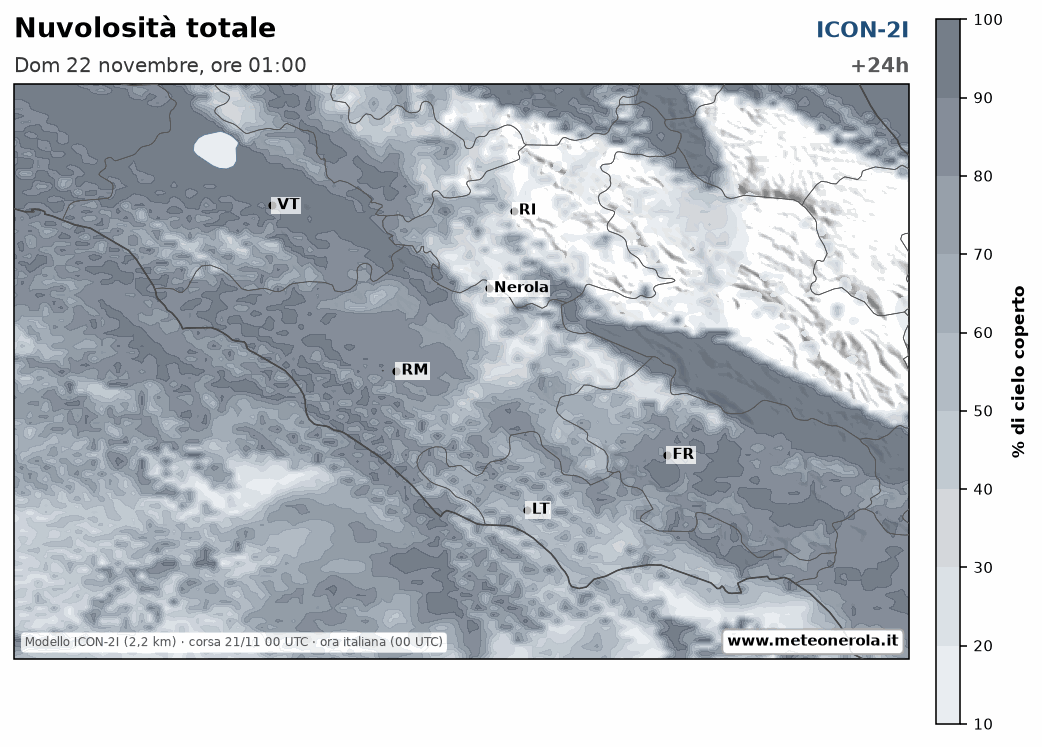 Nuvolosità totale
ICON-2I
Dom 22 novembre, ore 01:00
+24h
VT
RI
Nerola
RM
FR
LT
Modello ICON-2I (2,2 km) · corsa 21/11 00 UTC · ora italiana (00 UTC)
www.meteonerola.it
100
90
80
70
60
50
40
30
20
10
% di cielo coperto